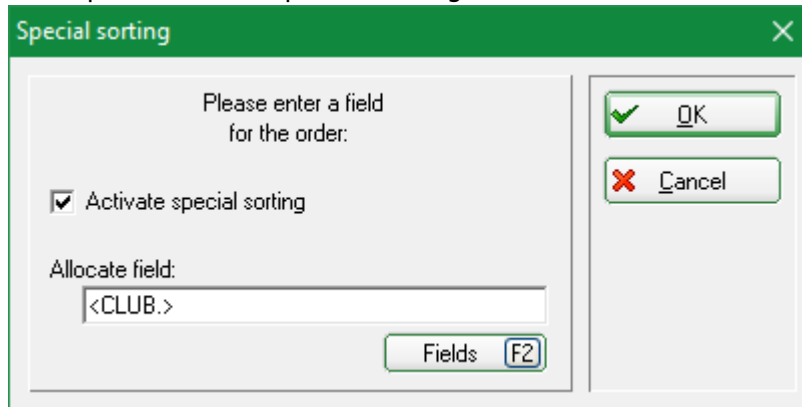 Special sorting
Please enter a field
for the order:
Activate special sorting
Allocate field:
<CLUB.>
Fields F2
OK
Cancel